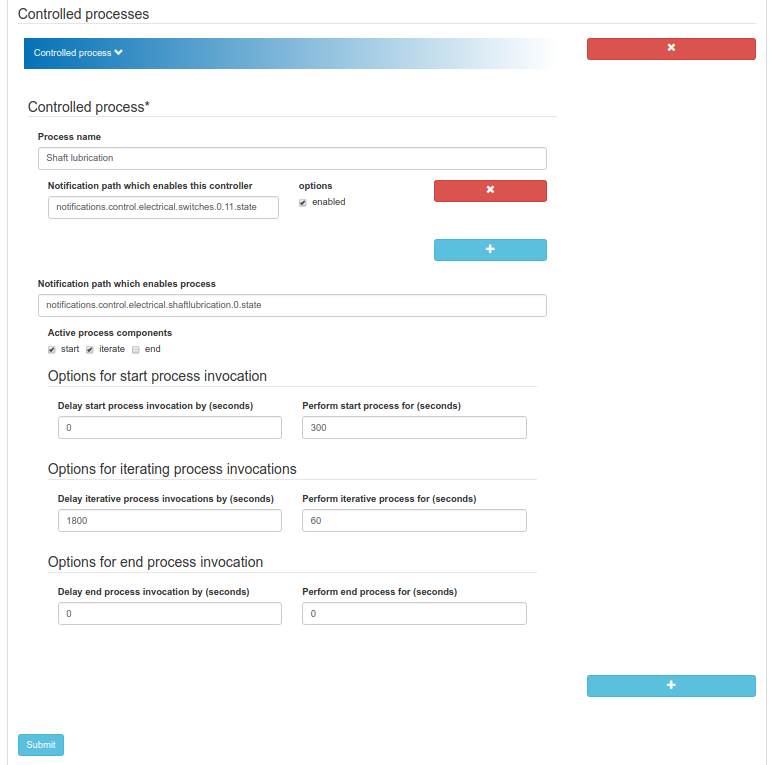 Controlled processes
Controlled process
Controlled process*
Process name
Shaft lubrication
Notification path which enables this controller options
notifications.control.electrical.switches.0.11.state enabled
Notification path which enables process
notifications.control.electrical.shaftlubrication.0.state
Active process components
start iterate end
Options for start process invocation
Delay start process invocation by (seconds) Perform start process for (seconds)
0 300
Options for iterating process invocations
Delay iterative process invocations by (seconds) Perform iterative process for (seconds)
1800 60
Options for end process invocation
Delay end process invocation by (seconds) Perform end process for (seconds)
0 0
Submit